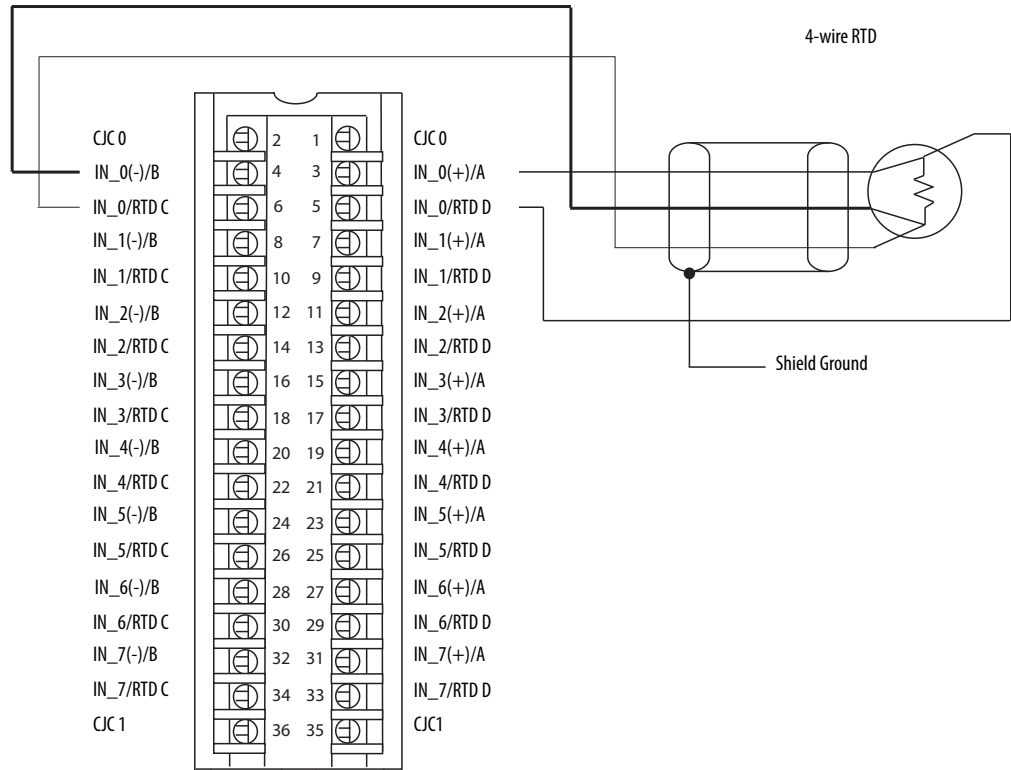 4-wire RTD
CJC 0 2 1 CJC 0
IN_0(-)/B 4 3 IN_0(+)/A
IN_0/RTD C 6 5 IN_0/RTD D
IN_1(-)/B 8 7 IN_1(+)/A
IN_1/RTD C 10 9 IN_1/RTD D
IN_2(-)/B 12 11 IN_2(+)/A
IN_2/RTD C 14 13 IN_2/RTD D
IN_3(-)/B 16 15 IN_3(+)/A
Shield Ground
IN_3/RTD C 18 17 IN_3/RTD D
IN_4(-)/B 20 19 IN_4(+)/A
IN_4/RTD C 22 21 IN_4/RTD D
IN_5(-)/B 24 23 IN_5(+)/A
IN_5/RTD C 26 25 IN_5/RTD D
IN_6(-)/B 28 27 IN_6(+)/A
IN_6/RTD C 30 29 IN_6/RTD D
IN_7(-)/B 32 31 IN_7(+)/A
IN_7/RTD C 34 33 IN_7/RTD D
CJC 1 36 35 CJC1